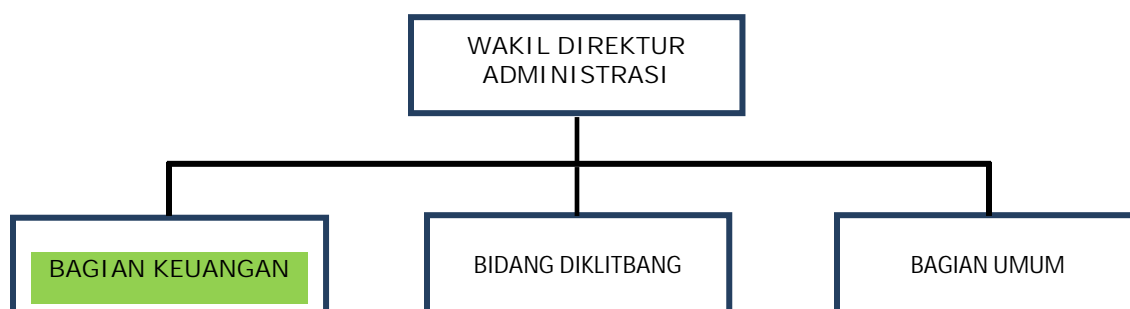 WAKIL DIREKTUR
ADMINISTRASI
BAGIAN KEUANGAN
BIDANG DIKLITBANG
BAGIAN UMUM